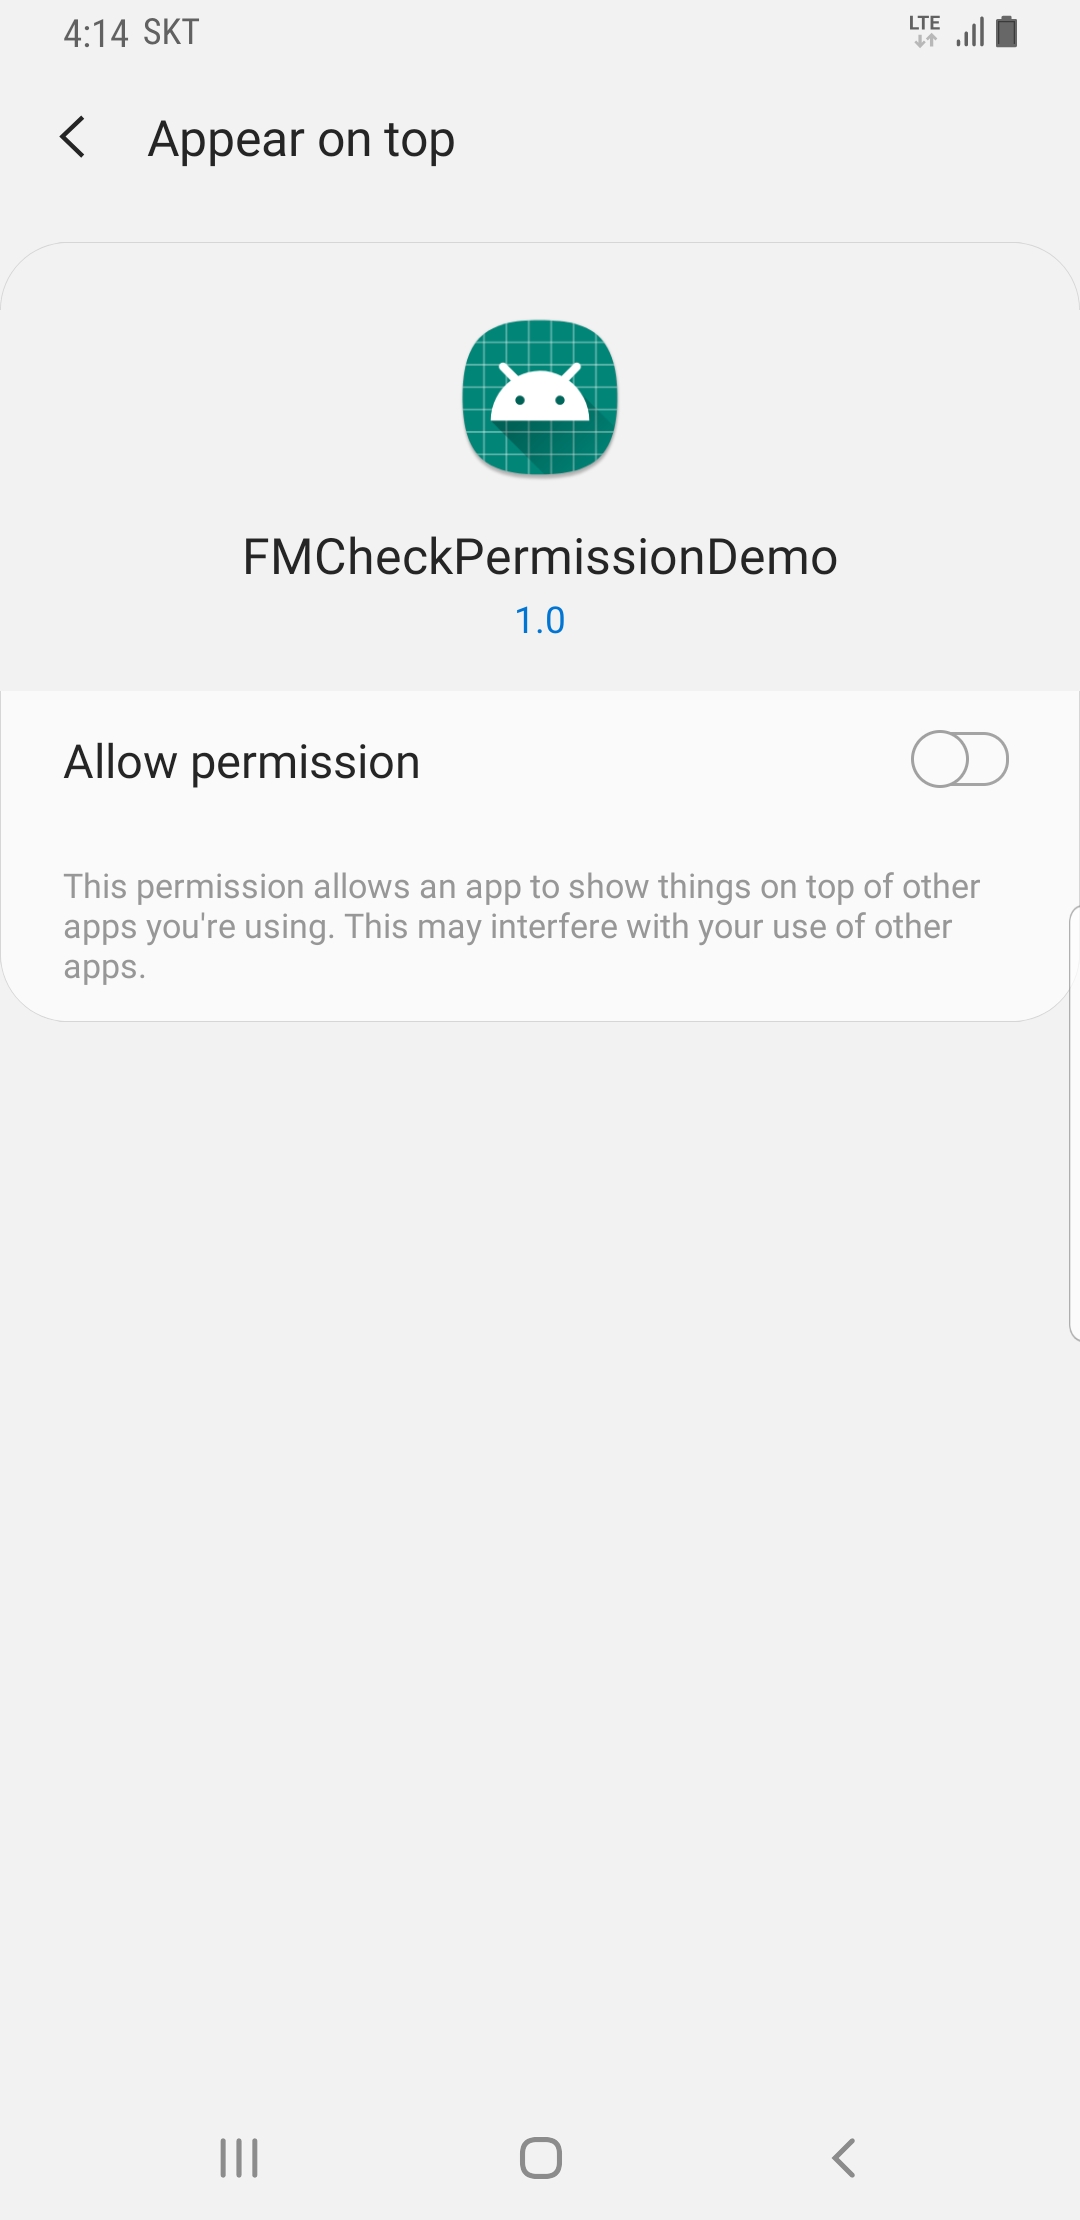 4:14 SKT LTE
Appear on top
FMCheckPermissionDemo
1.0
Allow permission
This permission allows an app to show things on top of other
apps you're using. This may interfere with your use of other
apps.